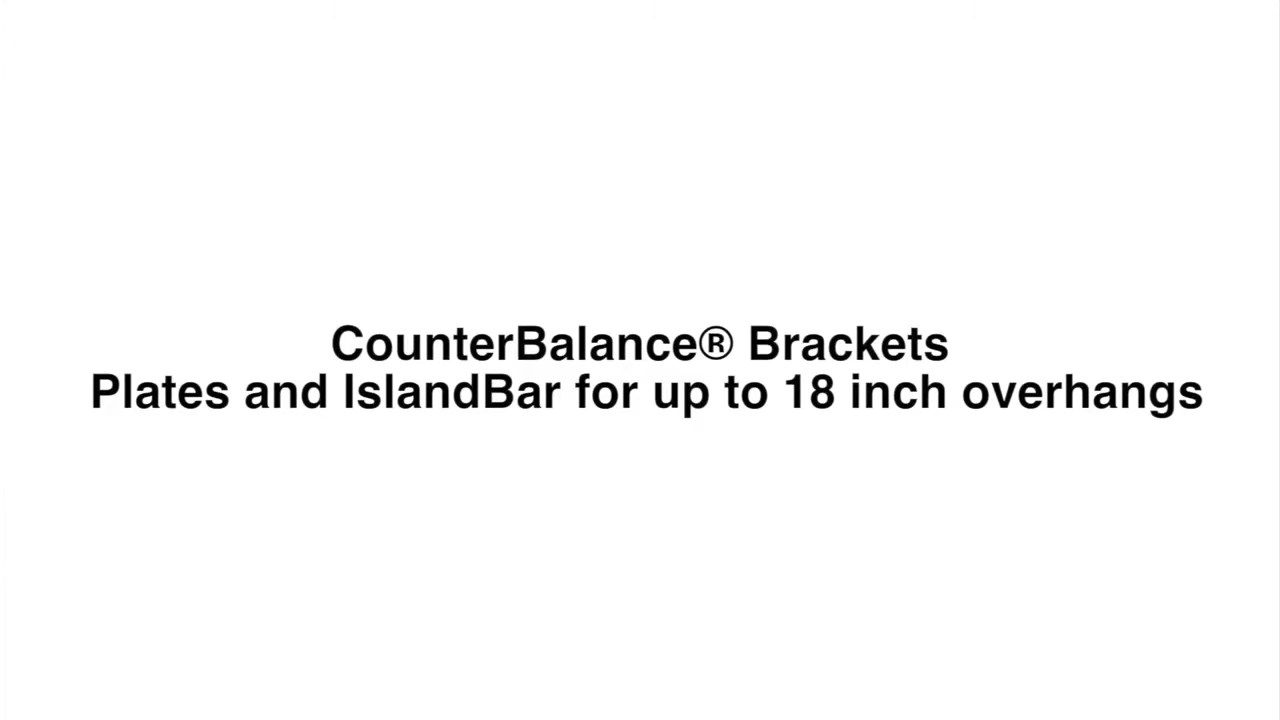 CounterBalance® Brackets
Plates and IslandBar for up to 18 inch overhangs